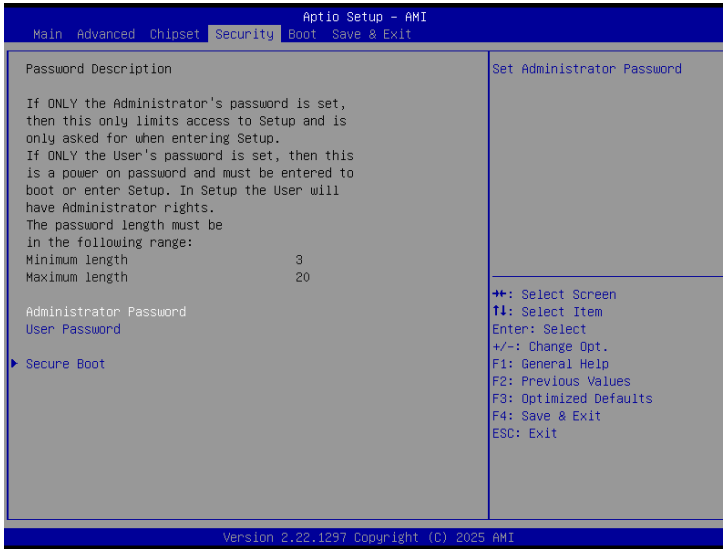 Aptio Setup – AMI
Main Advanced Chipset Security Boot Save & Exit
Password Description
If ONLY the Administrator's password is set,
then this only limits access to Setup and is
only asked for when entering Setup.
If ONLY the User's password is set, then this
is a power on password and must be entered to
boot or enter Setup. In Setup the User will
have Administrator rights.
The password length must be
in the following range:
Minimum length 3
Maximum length 20
Administrator Password
User Password
Secure Boot
Set Administrator Password
→←: Select Screen
↑↓: Select Item
Enter: Select
+/-: Change Opt.
F1: General Help
F2: Previous Values
F3: Optimized Defaults
F4: Save & Exit
ESC: Exit
Version 2.22.1297 Copyright (C) 2025 AMI